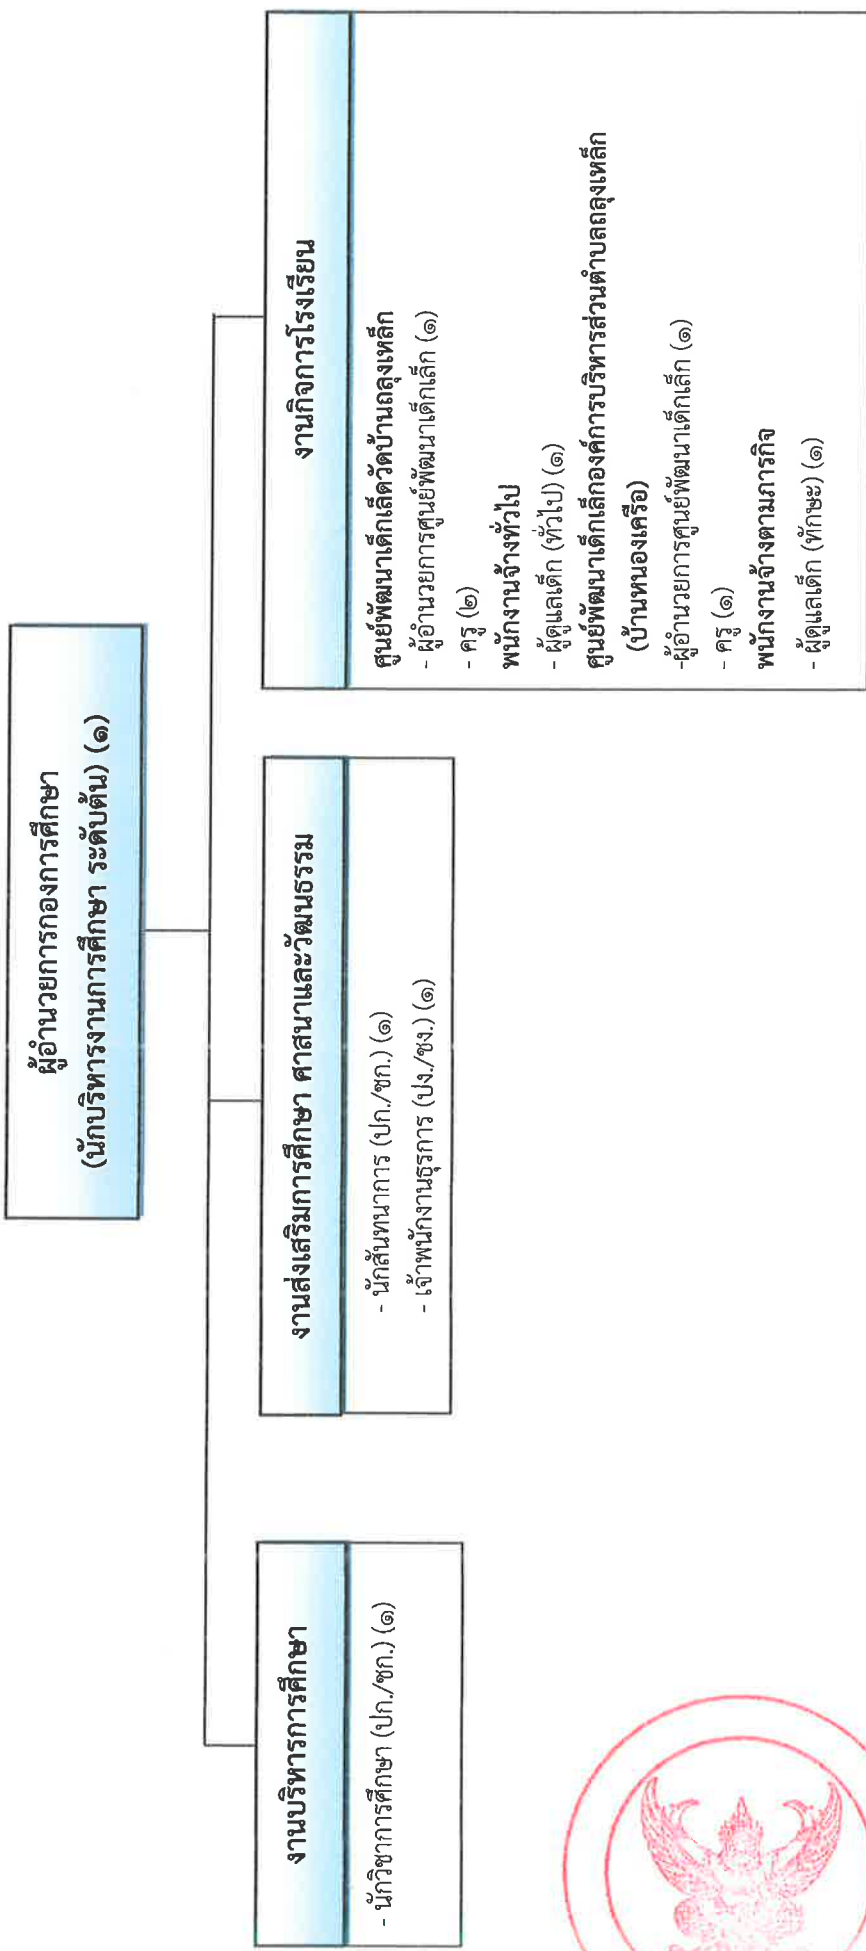 ผู้อำนวยการกองการศึกษา
(นักบริหารงานการศึกษา ระดับต้น) (๑)
งานบริหารการศึกษา
- นักวิชาการศึกษา (ปก./ชก.) (๑)
งานส่งเสริมการศึกษา ศาสนาและวัฒนธรรม
- นักสันทนาการ (ปก./ชก.) (๑)
- เจ้าพนักงานธุรการ (ปง./ชง.) (๑)
งานกิจการโรงเรียน
ศูนย์พัฒนาเด็กเล็ดวัดบ้านถลุงเหล็ก
- ผู้อำนวยการศูนย์พัฒนาเด็กเล็ก (๑)
- ครู (๒)
พนักงานจ้างทั่วไป
- ผู้ดูแลเด็ก (ทั่วไป) (๑)
ศูนย์พัฒนาเด็กเล็กองค์การบริหารส่วนตำบลถลุงเหล็ก
(บ้านหนองเครือ)
-ผู้อำนวยการศูนย์พัฒนาเด็กเล็ก (๑)
- ครู (๑)
พนักงานจ้างตามภารกิจ
- ผู้ดูแลเด็ก (ทักษะ) (๑)